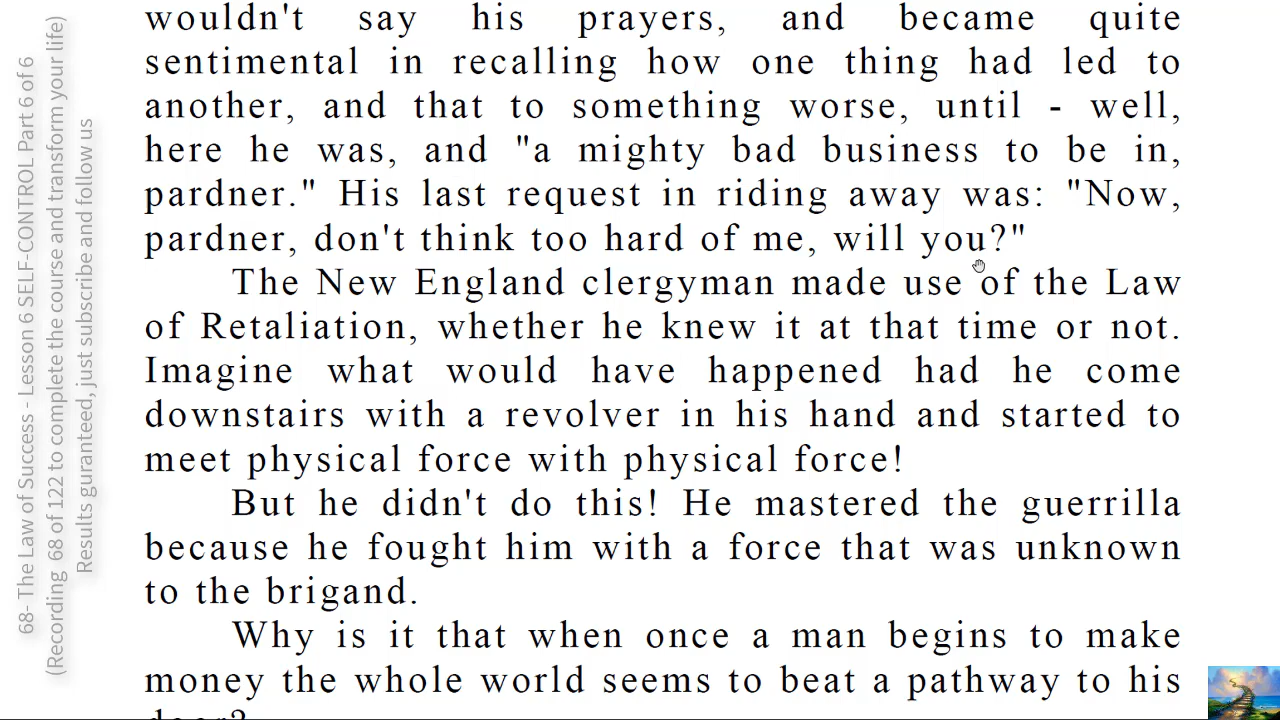 wouldn't say his prayers, and became quite
sentimental in recalling how one thing had led to
another, and that to something worse, until - well,
here he was, and "a mighty bad business to be in,
pardner." His last request in riding away was: "Now,
pardner, don't think too hard of me, will you?"
The New England clergyman made use of the Law
of Retaliation, whether he knew it at that time or not.
Imagine what would have happened had he come
downstairs with a revolver in his hand and started to
meet physical force with physical force!
But he didn't do this! He mastered the guerrilla
because he fought him with a force that was unknown
to the brigand.
Why is it that when once a man begins to make
money the whole world seems to beat a pathway to his
68- The Law of Success - Lesson 6 SELF-CONTROL Part 6 of 6
(Recording 68 of 122 to complete the course and transform your life)
Results guranteed, just subscribe and follow us